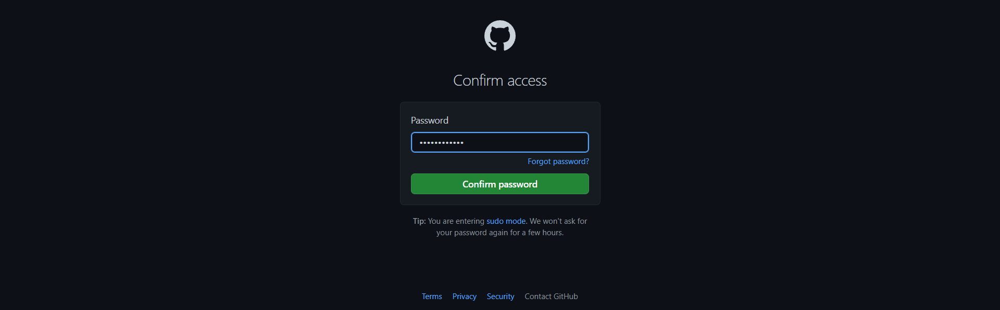 Confirm access
Password
••••••••••••
Forgot password?
Confirm password
Tip: You are entering sudo mode. We won't ask for
your password again for a few hours.
Terms Privacy Security Contact GitHub